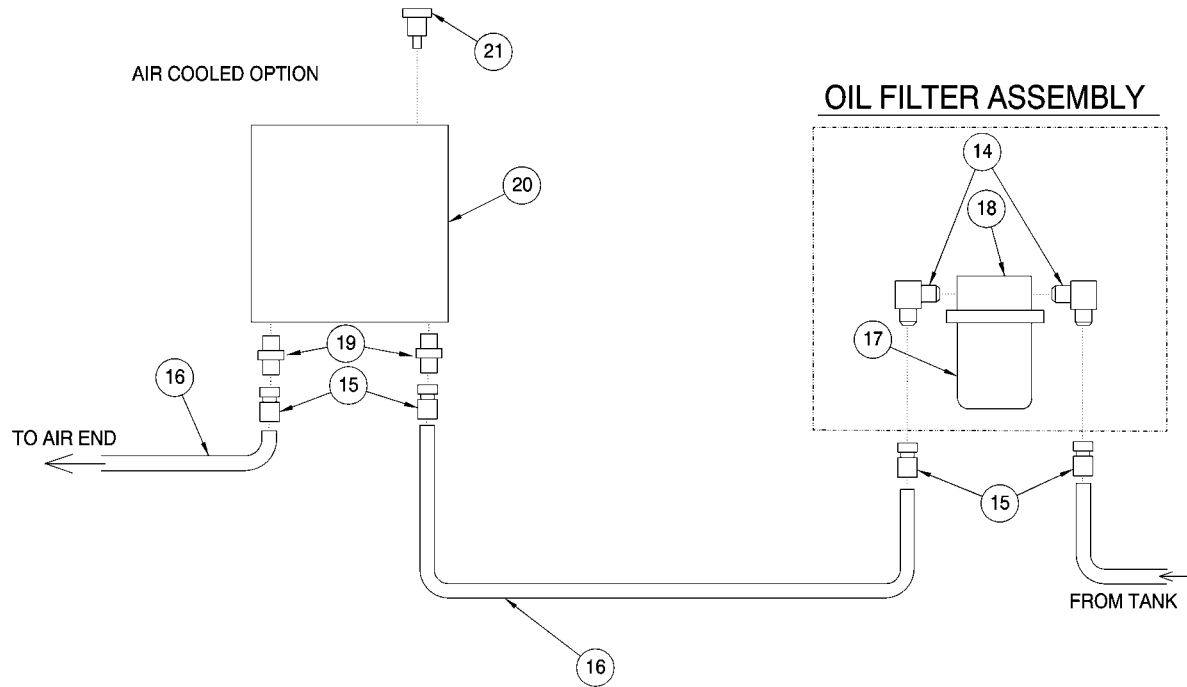 21
AIR COOLED OPTION
OIL FILTER ASSEMBLY
14
20
18
19
17
16
15
TO AIR END
15
FROM TANK
16